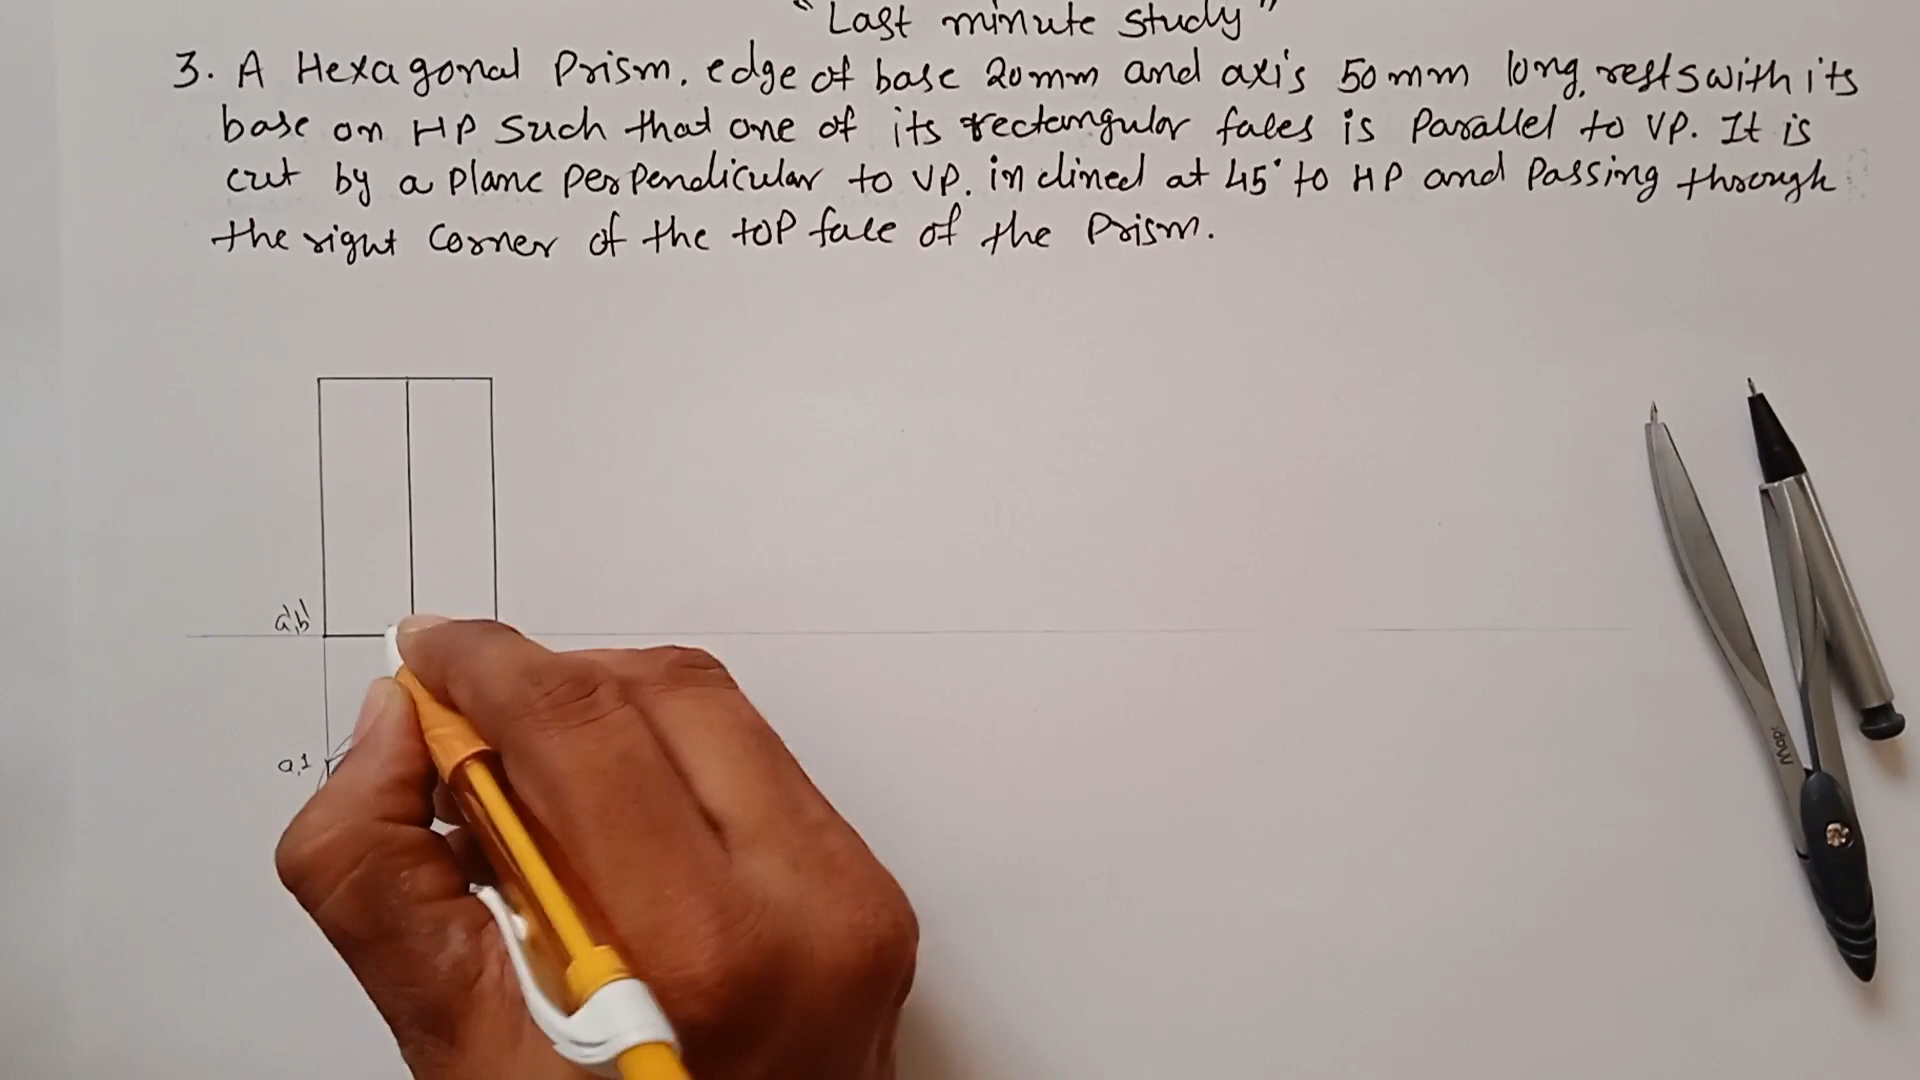 "Last minute study"
3. A Hexagonal Prism, edge of base 20mm and axis 50mm long, rests with its
base on HP such that one of its rectangular faces is Parallel to VP. It is
cut by a plane perpendicular to VP, inclined at 45° to HP and Passing through
the right corner of the top face of the Prism.
a',b'
a,1
Maped